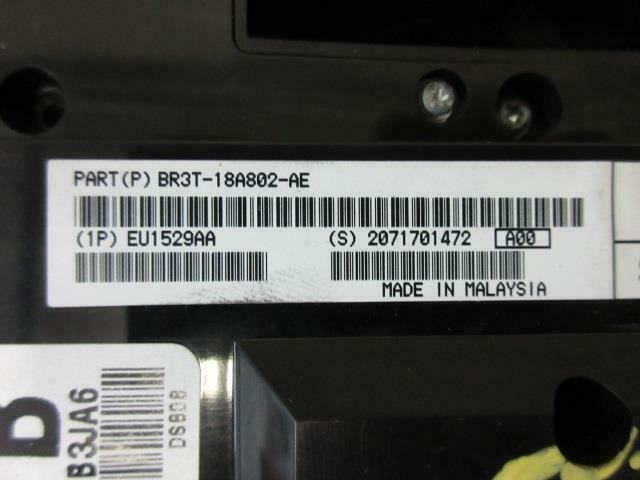 PART(P) BR3T-18A802-AE
(1P) EU1529AA (S) 2071701472 A00
MADE IN MALAYSIA
B
B3JA6
DSB08